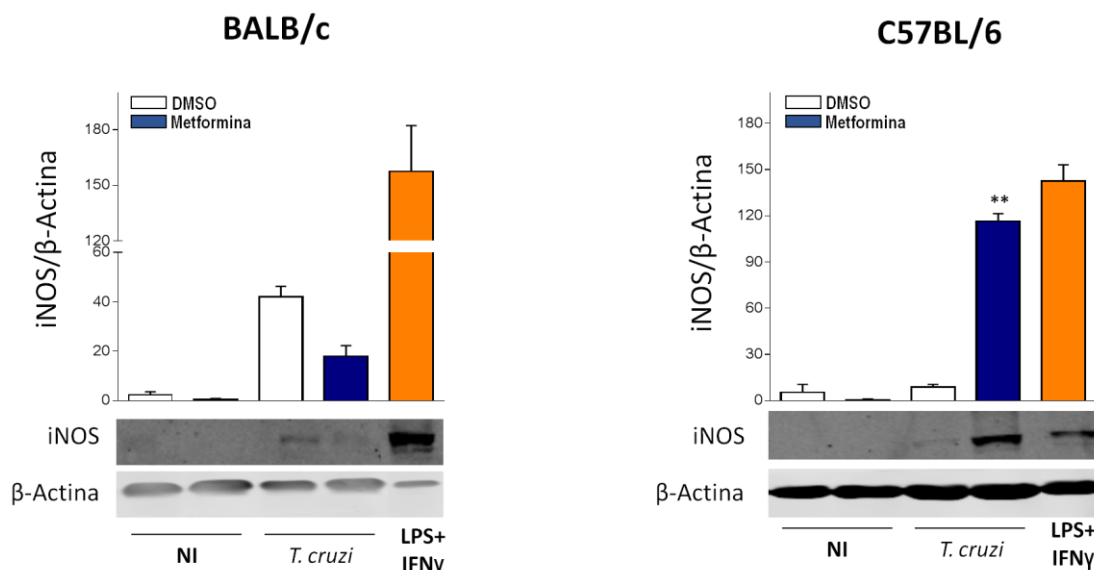 BALB/c
DMSO
Metformina
iNOS/β-Actina
180
150
120
60
40
20
0
iNOS
β-Actina
NI
T. cruzi
LPS+
IFNγ
C57BL/6
DMSO
Metformina
iNOS/β-Actina
180
150
120
90
60
30
0
**
iNOS
β-Actina
NI
T. cruzi
LPS+
IFNγ